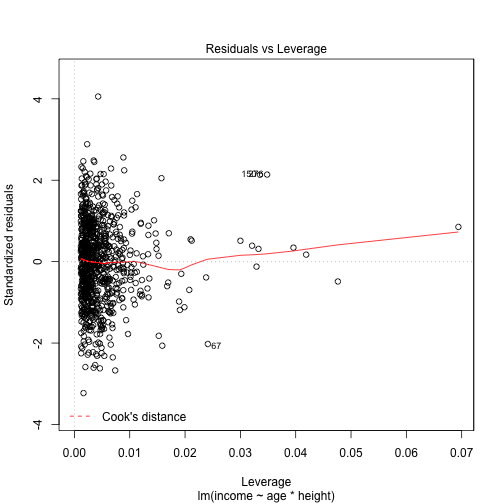 Residuals vs Leverage
Standardized residuals
4
2
0
-2
-4
67
Cook's distance
0.00 0.01 0.02 0.03 0.04 0.05 0.06 0.07
Leverage
lm(income ~ age * height)